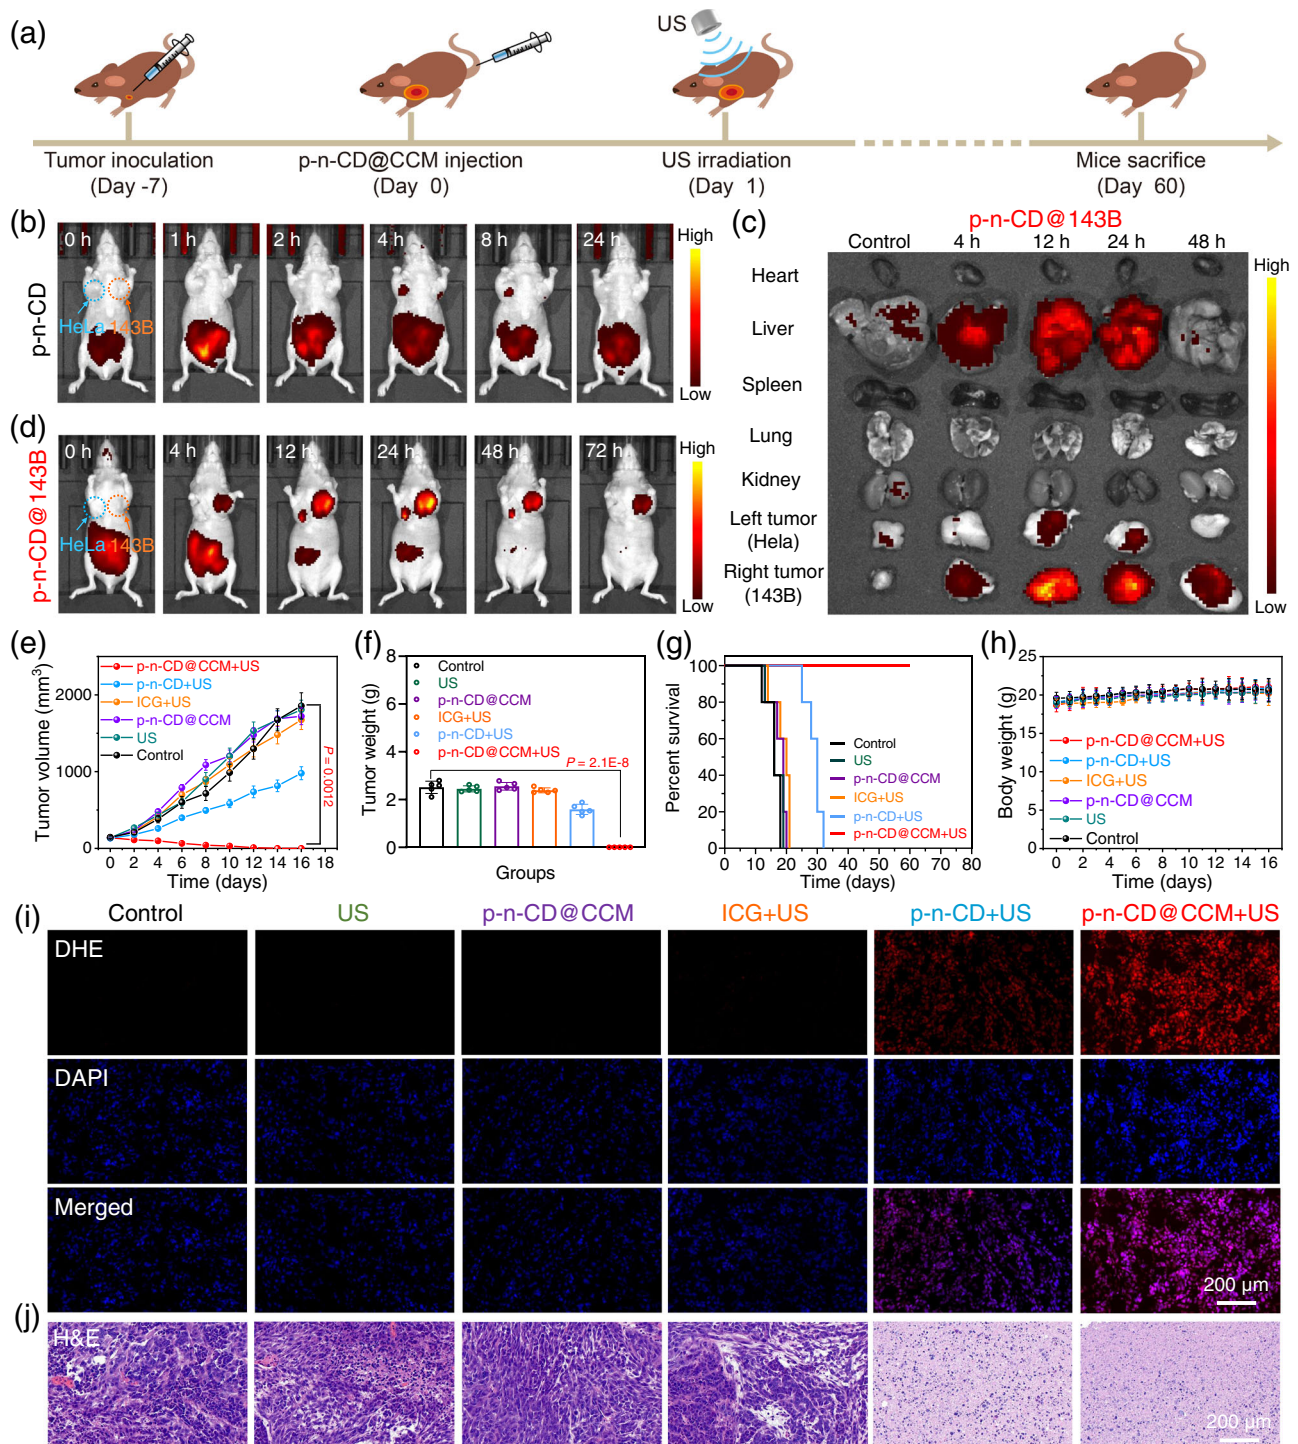 (a)
US
Tumor inoculation
(Day -7)
p-n-CD@CCM injection
(Day 0)
US irradiation
(Day 1)
Mice sacrifice
(Day 60)
(b)
p-n-CD
0 h
1 h
2 h
4 h
8 h
24 h
HeLa 143B
High
Low
(c)
p-n-CD@143B
Control
4 h
12 h
24 h
48 h
Heart
Liver
Spleen
Lung
Kidney
Left tumor
(Hela)
Right tumor
(143B)
High
Low
(d)
p-n-CD@143B
0 h
4 h
12 h
24 h
48 h
72 h
HeLa 143B
High
Low
(e)
Tumor volume (mm³)
2000
1000
0
p-n-CD@CCM+US
p-n-CD+US
ICG+US
p-n-CD@CCM
US
Control
P = 0.0012
0 2 4 6 8 10 12 14 16 18
Time (days)
(f)
Tumor weight (g)
8
6
4
2
0
Control
US
p-n-CD@CCM
ICG+US
p-n-CD+US
p-n-CD@CCM+US
P = 2.1E-8
Groups
(g)
Percent survival
100
80
60
40
20
0
Control
US
p-n-CD@CCM
ICG+US
p-n-CD+US
p-n-CD@CCM+US
0 10 20 30 40 50 60 70 80
Time (days)
(h)
Body weight (g)
25
20
15
10
5
0
p-n-CD@CCM+US
p-n-CD+US
ICG+US
p-n-CD@CCM
US
Control
0 2 4 6 8 10 12 14 16
Time (days)
(i)
Control
US
p-n-CD@CCM
ICG+US
p-n-CD+US
p-n-CD@CCM+US
DHE
DAPI
Merged
200 μm
(j)
H&E
200 μm